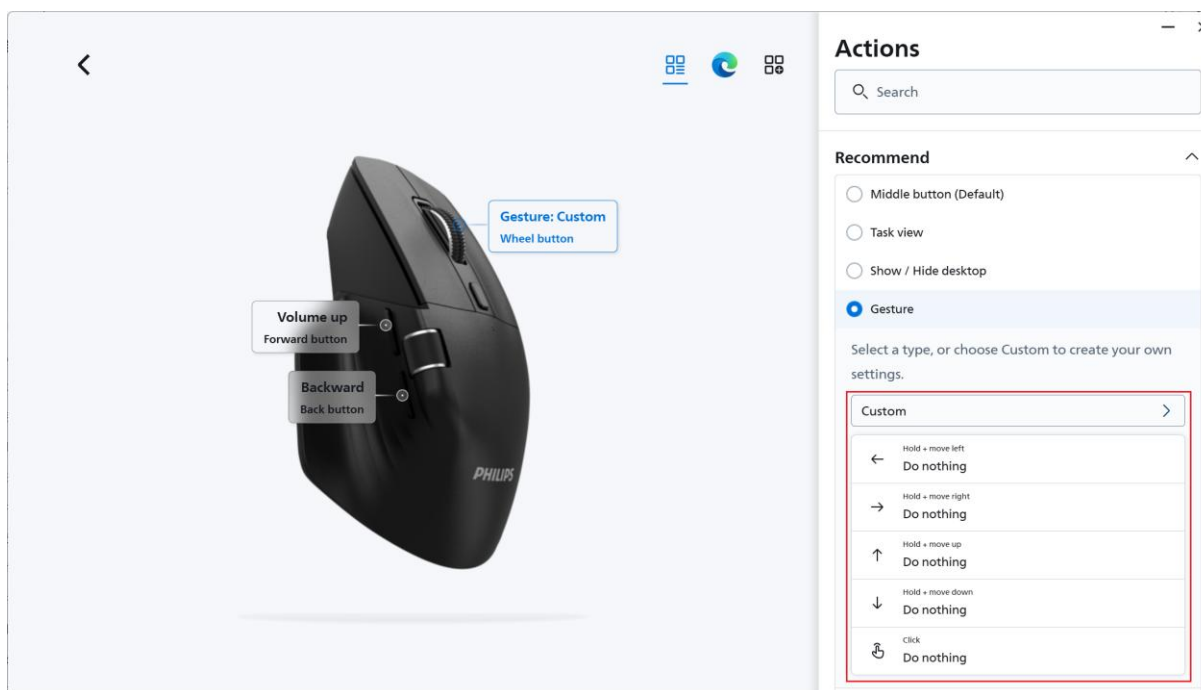 Actions
Search
Recommend
Middle button (Default)
Task view
Show / Hide desktop
Gesture
Select a type, or choose Custom to create your own
settings.
Custom
Hold + move left
Do nothing
Hold + move right
Do nothing
Hold + move up
Do nothing
Hold + move down
Do nothing
Click
Do nothing
Gesture: Custom
Wheel button
Volume up
Forward button
Backward
Back button
PHILIPS